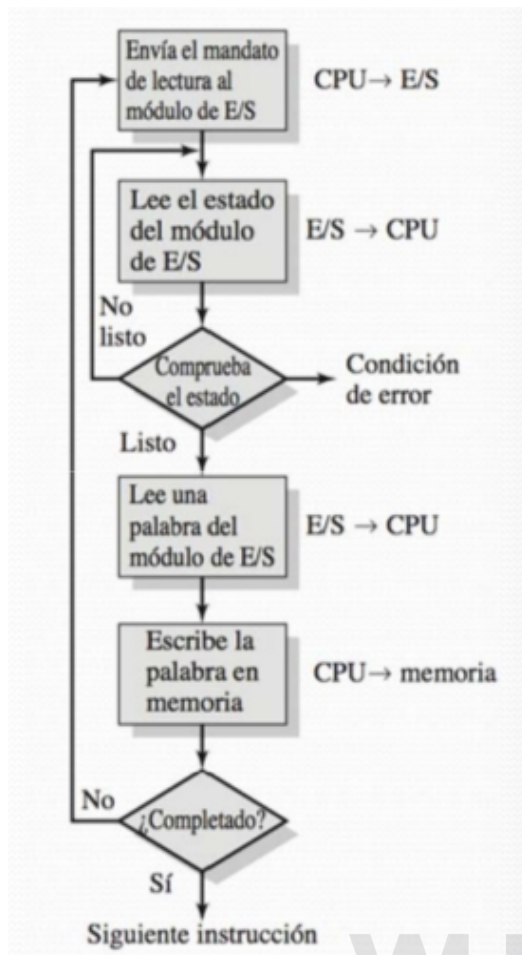 Envía el mandato
de lectura al
módulo de E/S
CPU→ E/S
Lee el estado
del módulo
de E/S
E/S → CPU
No
listo
Comprueba
el estado
Condición
de error
Listo
Lee una
palabra del
módulo de E/S
E/S → CPU
Escribe la
palabra en
memoria
CPU→ memoria
No
¿Completado?
Sí
Siguiente instrucción